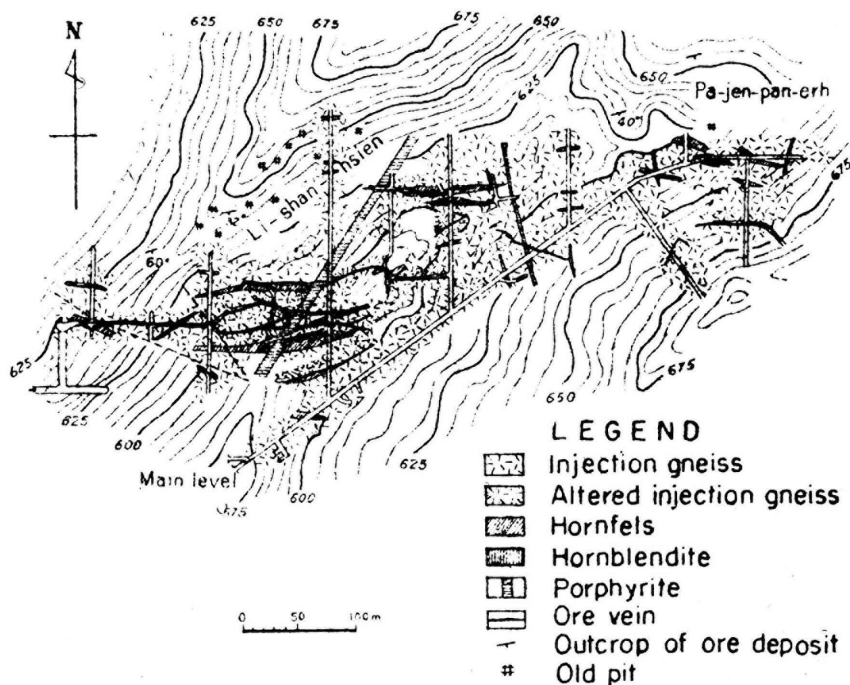 625
650
675
675
650
N
650
625
Pa-jen-pan-erh
60°
Li-shan
hsien
675
60°
625
675
625
650
600
625
Main level
600
LEGEND
Injection gneiss
Altered injection gneiss
Hornfels
Hornblendite
Porphyrite
Ore vein
Outcrop of ore deposit
Old pit
0 50 100m